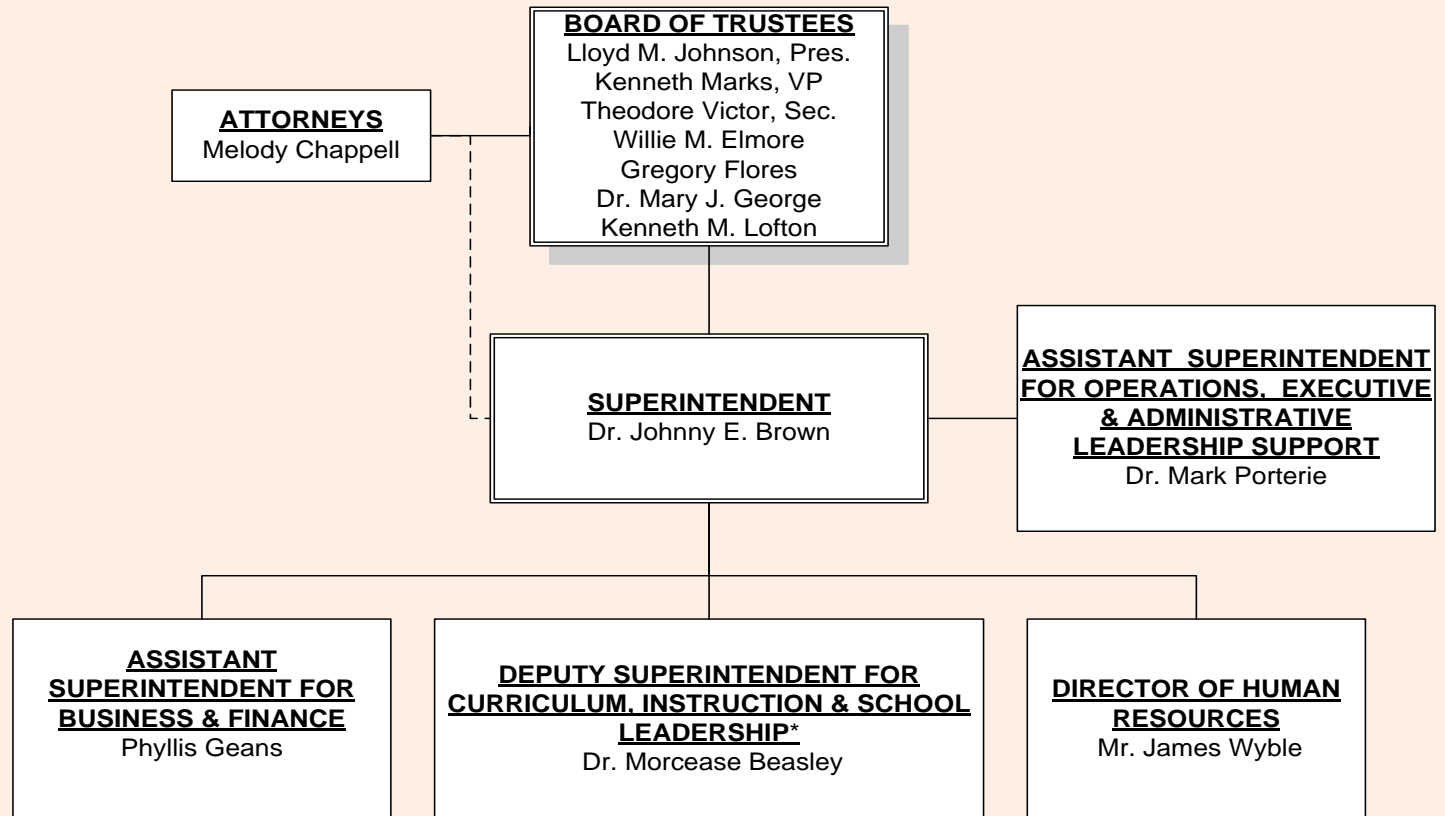 BOARD OF TRUSTEES
Lloyd M. Johnson, Pres.
Kenneth Marks, VP
Theodore Victor, Sec.
Willie M. Elmore
Gregory Flores
Dr. Mary J. George
Kenneth M. Lofton
ATTORNEYS
Melody Chappell
SUPERINTENDENT
Dr. Johnny E. Brown
ASSISTANT SUPERINTENDENT
FOR OPERATIONS, EXECUTIVE
& ADMINISTRATIVE
LEADERSHIP SUPPORT
Dr. Mark Porterie
ASSISTANT
SUPERINTENDENT FOR
BUSINESS & FINANCE
Phyllis Geans
DEPUTY SUPERINTENDENT FOR
CURRICULUM, INSTRUCTION & SCHOOL
LEADERSHIP*
Dr. Morcease Beasley
DIRECTOR OF HUMAN
RESOURCES
Mr. James Wyble